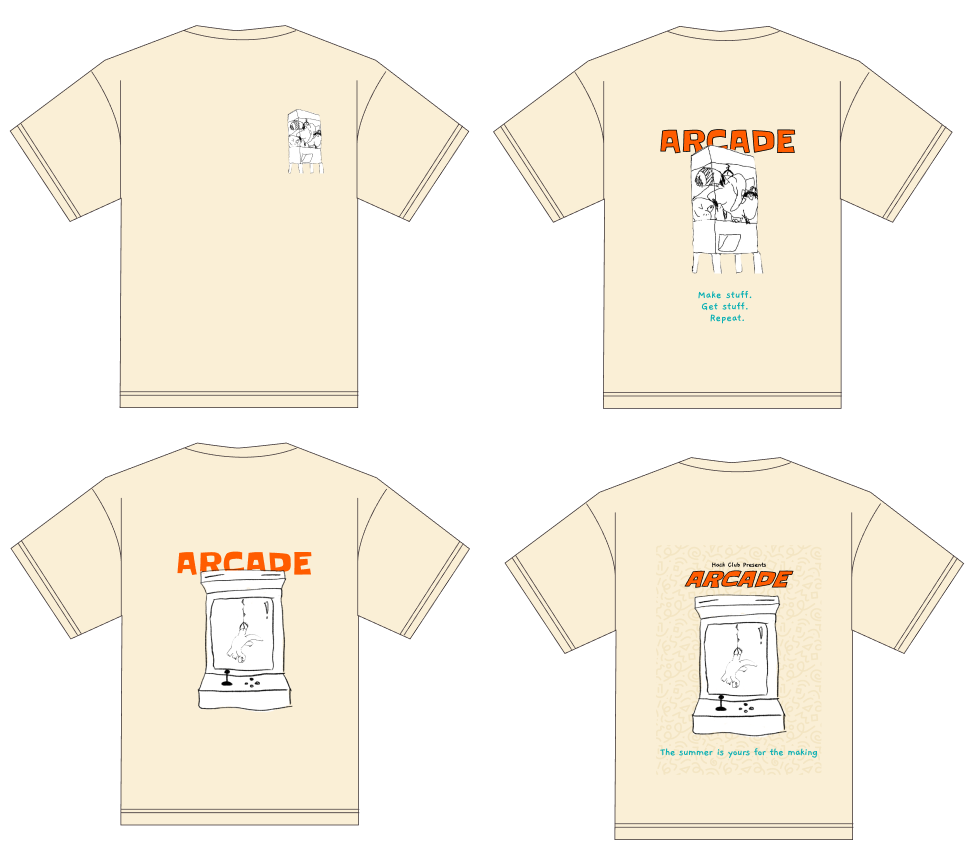 ARCADE
Make stuff.
Get stuff.
Repeat.
ARCADE
Hack Club Presents
ARCADE
The summer is yours for the making